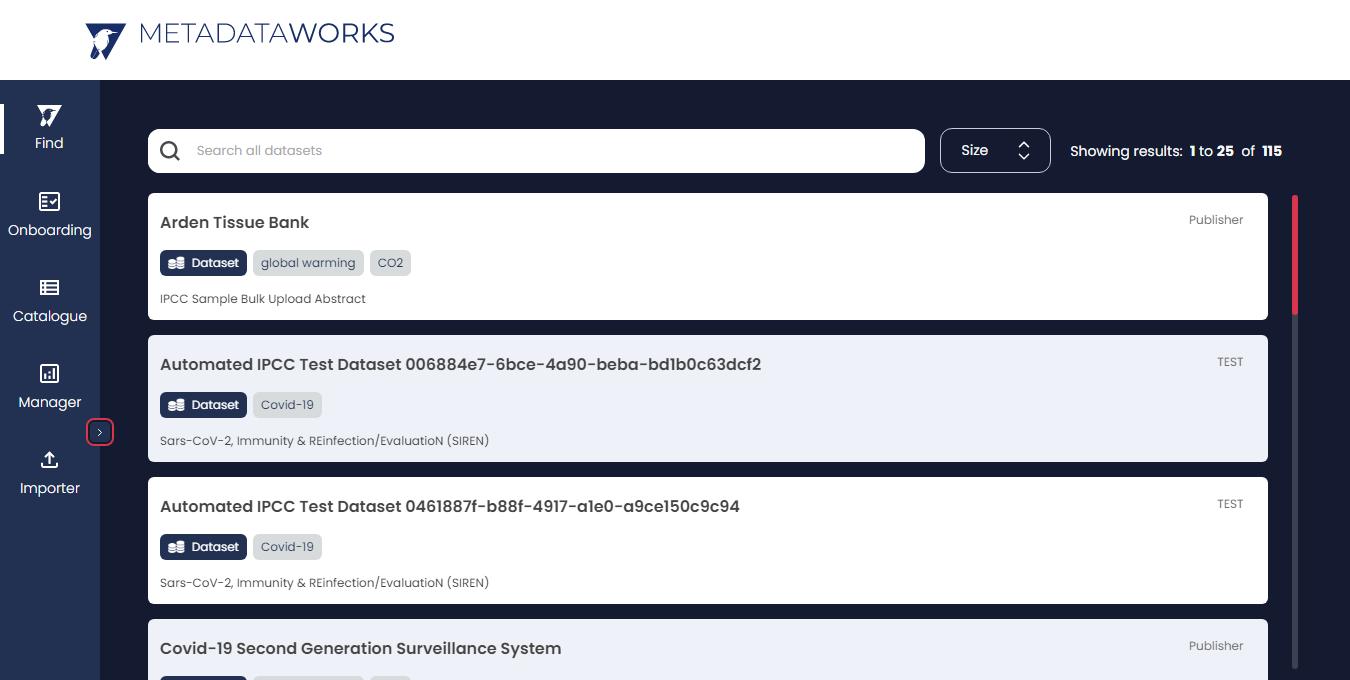 METADATAWORKS
Find
Onboarding
Catalogue
Manager
Importer
Search all datasets
Size
Showing results: 1 to 25 of 115
Arden Tissue Bank
Publisher
Dataset global warming CO2
IPCC Sample Bulk Upload Abstract
Automated IPCC Test Dataset 006884e7-6bce-4a90-beba-bd1b0c63dcf2
TEST
Dataset Covid-19
Sars-CoV-2, Immunity & REinfection/EvaluatioN (SIREN)
Automated IPCC Test Dataset 0461887f-b88f-4917-a1e0-a9ce150c9c94
TEST
Dataset Covid-19
Sars-CoV-2, Immunity & REinfection/EvaluatioN (SIREN)
Covid-19 Second Generation Surveillance System
Publisher